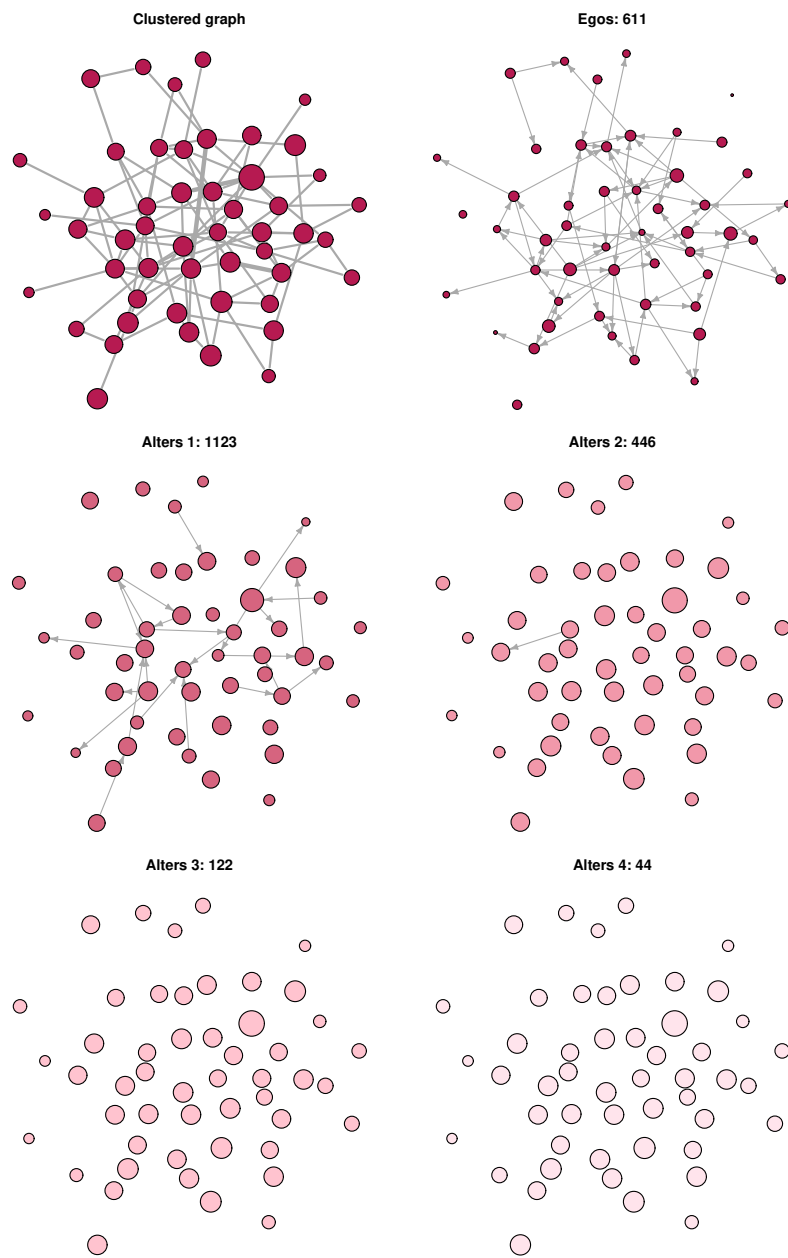 Clustered graph
Egos: 611
Alters 1: 1123
Alters 2: 446
Alters 3: 122
Alters 4: 44